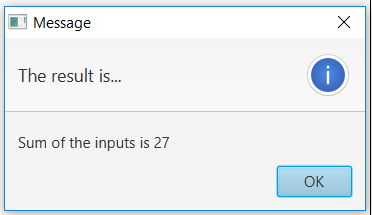 Message
The result is...
Sum of the inputs is 27
OK